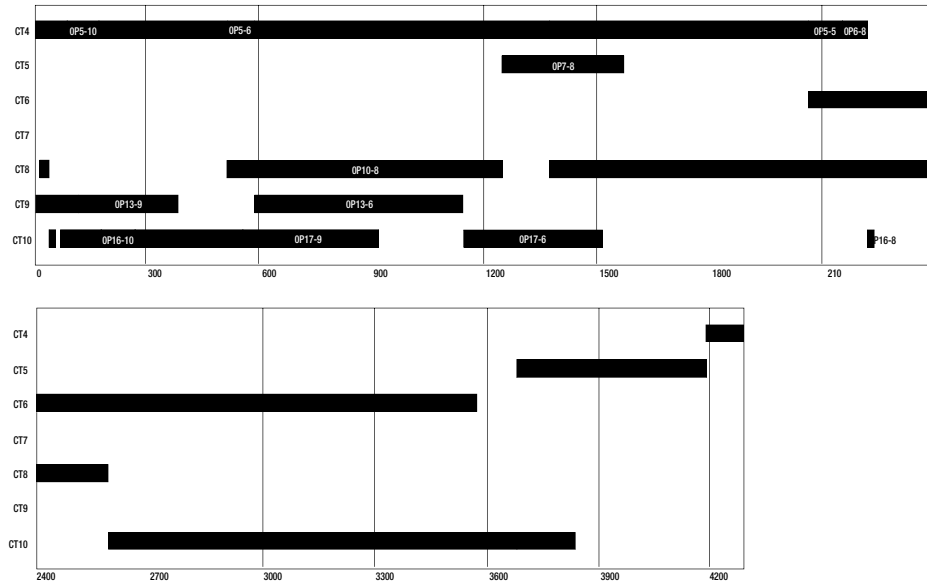 CT4 0P5-10 0P5-6 0P5-5 0P6-8
CT5 0P7-8
CT6
CT7
CT8 0P10-8
CT9 0P13-9 0P13-6
CT10 0P16-10 0P17-9 0P17-6 P16-8
0 300 600 900 1200 1500 1800 210
CT4
CT5
CT6
CT7
CT8
CT9
CT10
2400 2700 3000 3300 3600 3900 4200